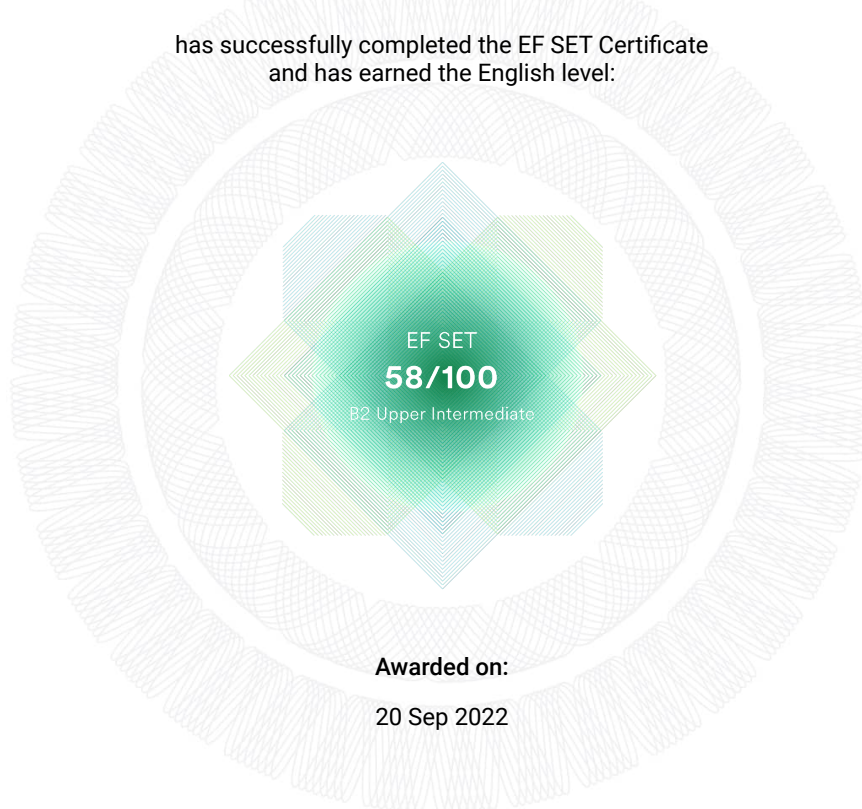 has successfully completed the EF SET Certificate
and has earned the English level:
EF SET
58/100
B2 Upper Intermediate
Awarded on:
20 Sep 2022